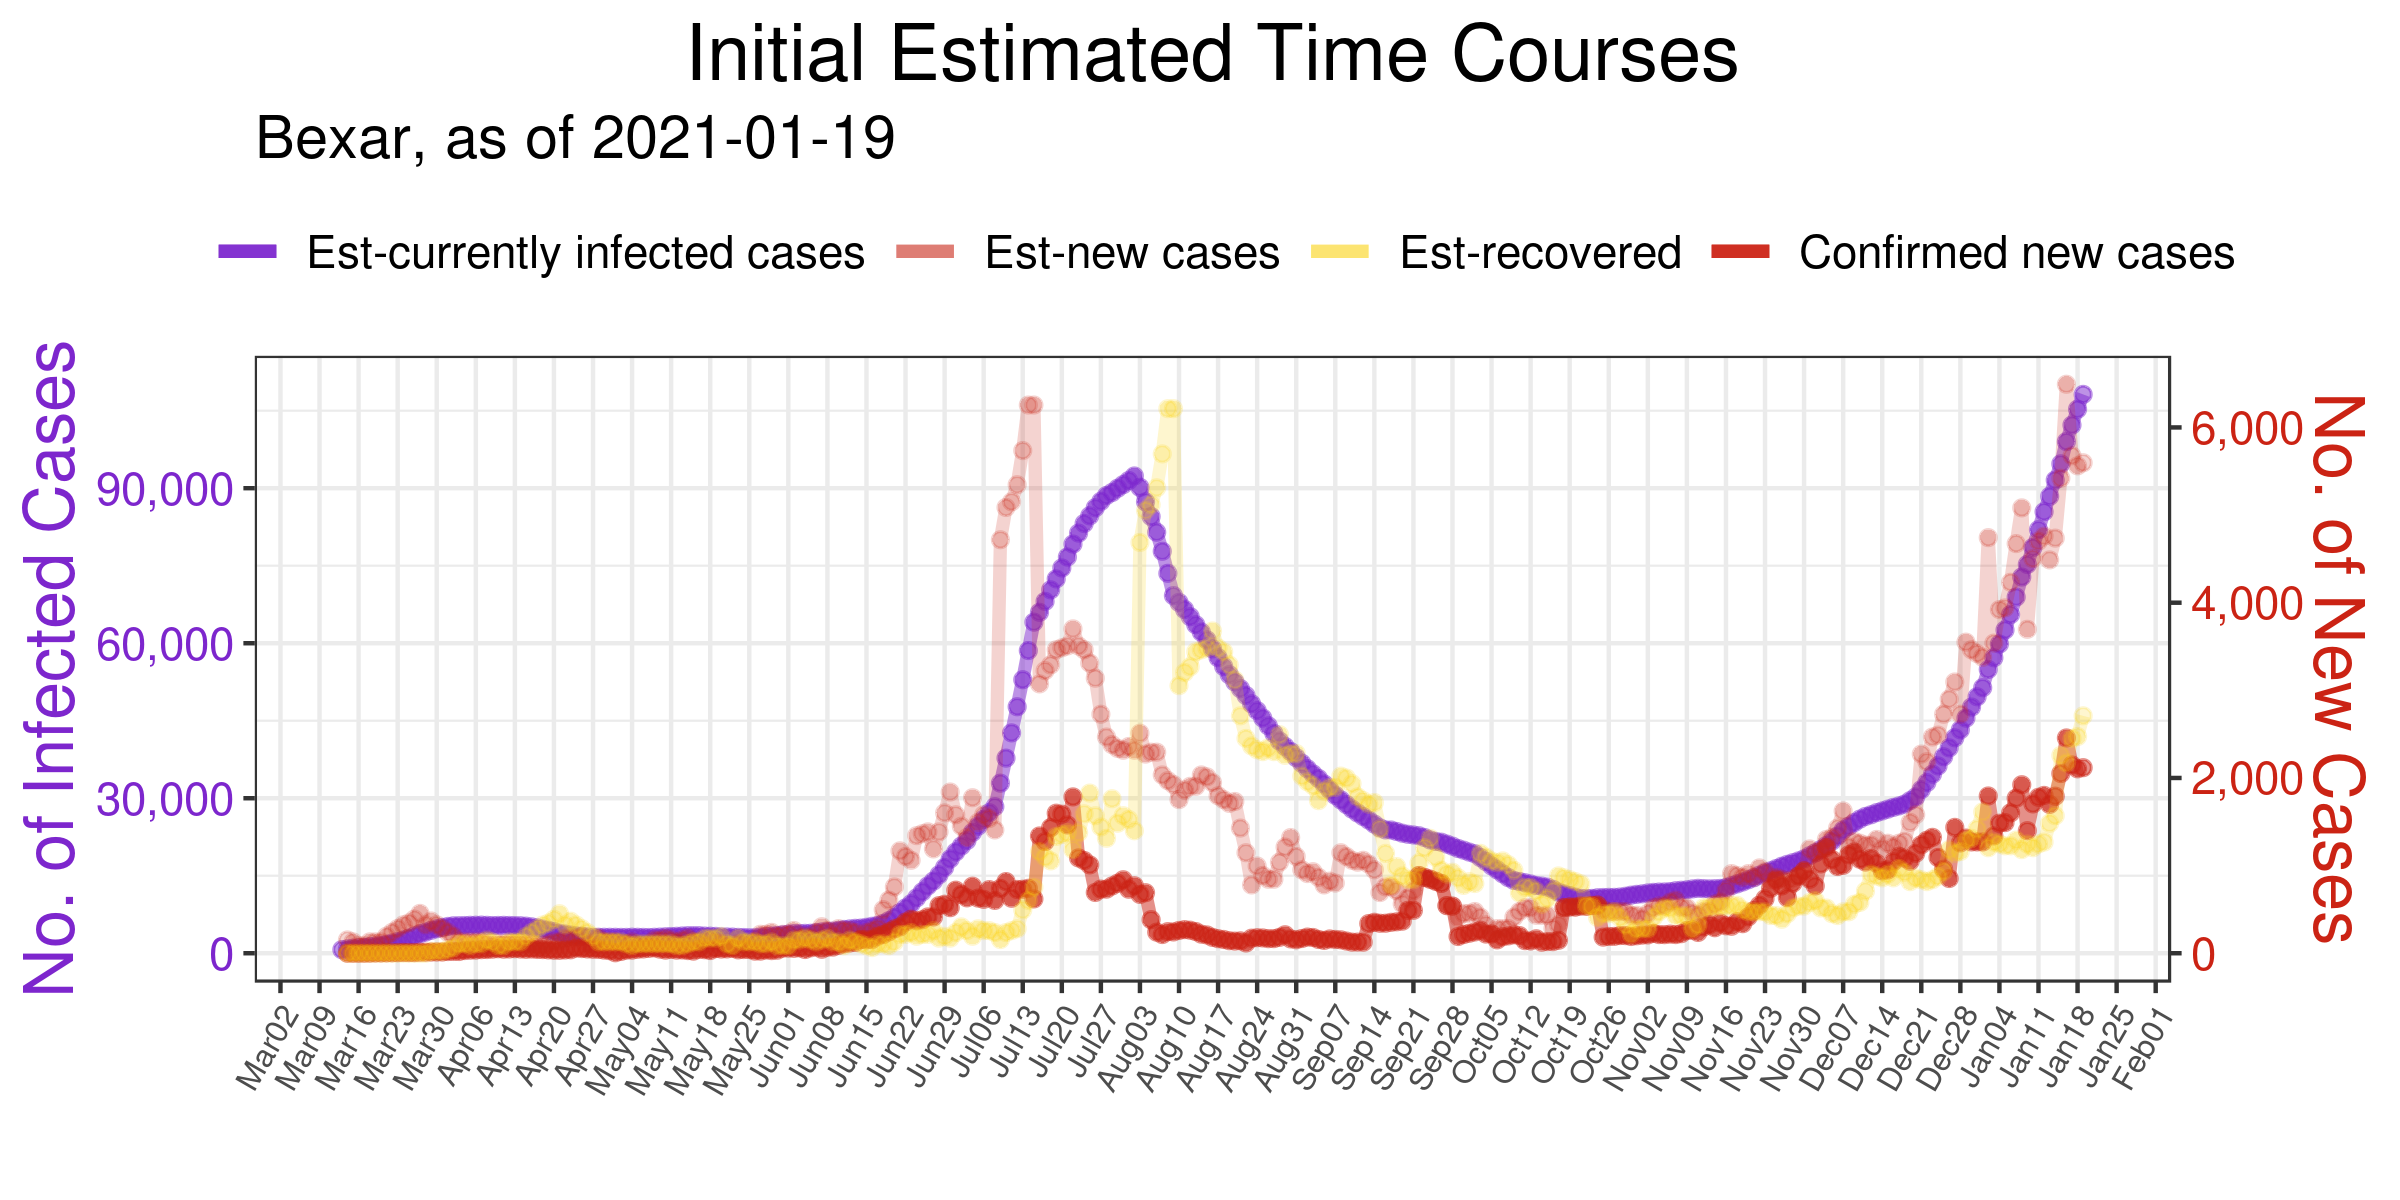 Initial Estimated Time Courses
Bexar, as of 2021-01-19
Est-currently infected cases Est-new cases Est-recovered Confirmed new cases
No. of Infected Cases
90,000
60,000
30,000
0
6,000
4,000
2,000
0
No. of New Cases
Mar02 Mar09 Mar16 Mar23 Mar30 Apr06 Apr13 Apr20 Apr27 May04 May11 May18 May25 Jun01 Jun08 Jun15 Jun22 Jun29 Jul06 Jul13 Jul20 Jul27 Aug03 Aug10 Aug17 Aug24 Aug31 Sep07 Sep14 Sep21 Sep28 Oct05 Oct12 Oct19 Oct26 Nov02 Nov09 Nov16 Nov23 Nov30 Dec07 Dec14 Dec21 Dec28 Jan04 Jan11 Jan18 Jan25 Feb01